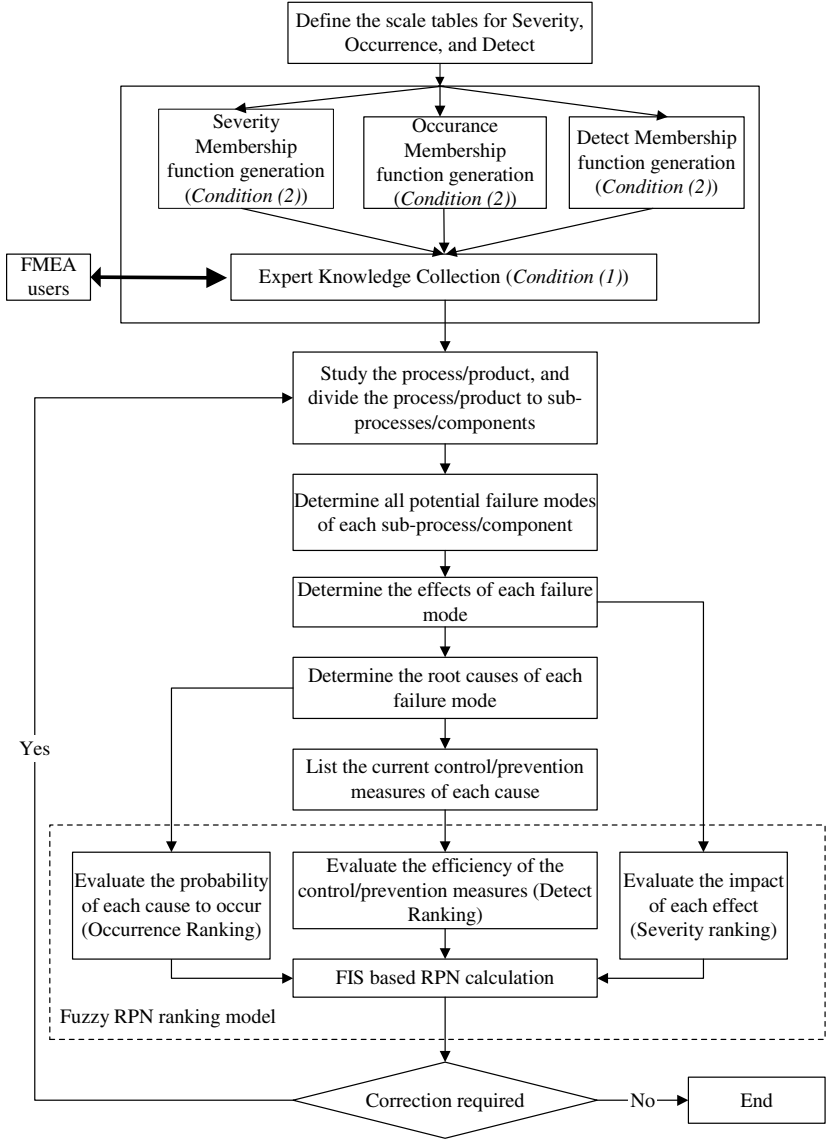 Define the scale tables for Severity,
Occurrence, and Detect
Severity
Membership
function generation
(Condition (2))
Occurance
Membership
function generation
(Condition (2))
Detect Membership
function generation
(Condition (2))
FMEA
users
Expert Knowledge Collection (Condition (1))
Study the process/product, and
divide the process/product to sub-
processes/components
Determine all potential failure modes
of each sub-process/component
Determine the effects of each failure
mode
Determine the root causes of each
failure mode
Yes
List the current control/prevention
measures of each cause
Evaluate the probability
of each cause to occur
(Occurrence Ranking)
Evaluate the efficiency of the
control/prevention measures (Detect
Ranking)
Evaluate the impact
of each effect
(Severity ranking)
FIS based RPN calculation
Fuzzy RPN ranking model
Correction required
No
End